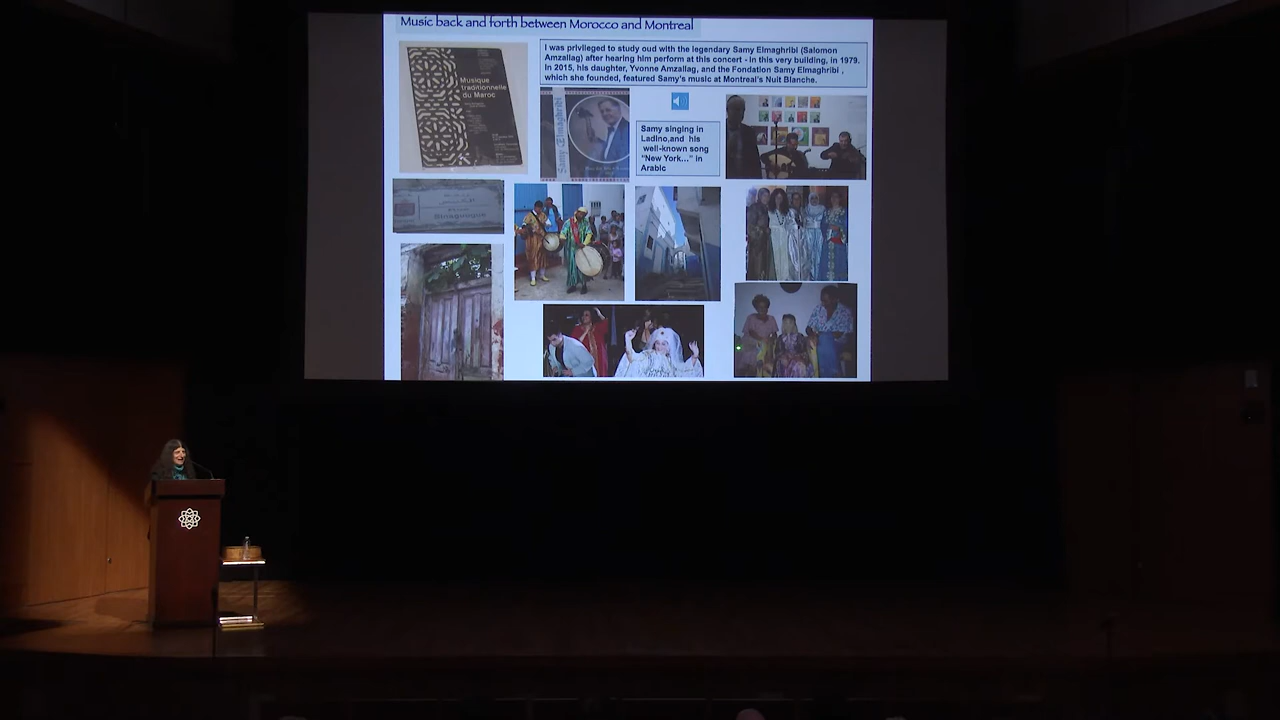 Music back and forth between Morocco and Montreal
I was privileged to study oud with the legendary Samy Elmaghribi (Salomon
Amzallag) after hearing him perform at this concert - in this very building, in 1979.
In 2015, his daughter, Yvonne Amzallag, and the Fondation Samy Elmaghribi ,
which she founded, featured Samy's music at Montreal's Nuit Blanche.
Musique
traditionnelle
du Maroc
Samy Elmaghribi
Samy singing in
Ladino,and his
well-known song
"New York..." in
Arabic
Synagogue